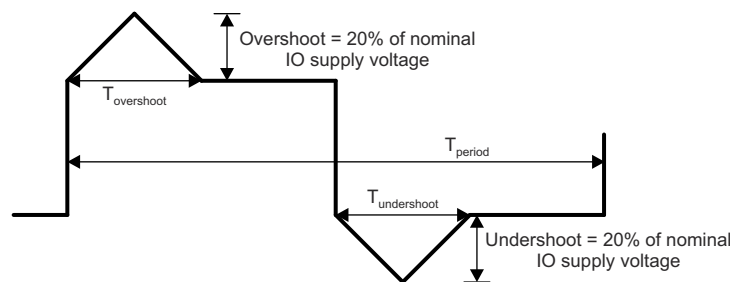 Overshoot = 20% of nominal
IO supply voltage
Tovershoot
Tperiod
Tundershoot
Undershoot = 20% of nominal
IO supply voltage